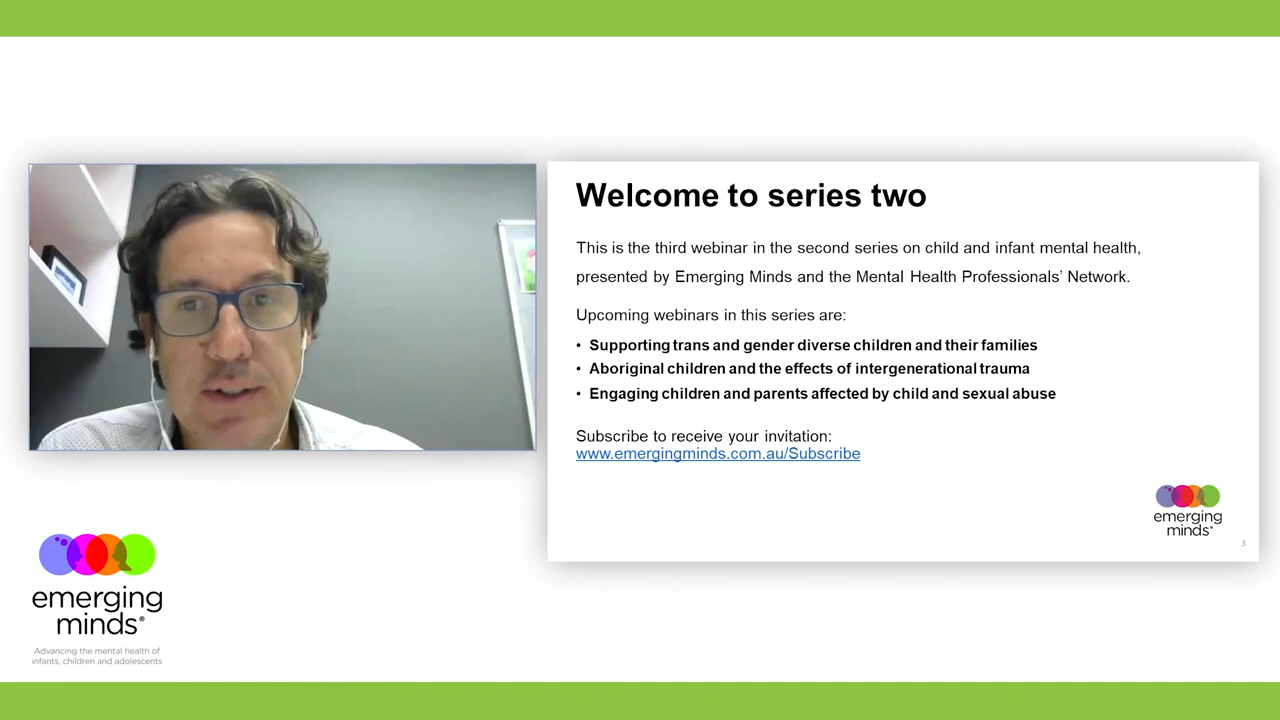 Welcome to series two
This is the third webinar in the second series on child and infant mental health,
presented by Emerging Minds and the Mental Health Professionals’ Network.
Upcoming webinars in this series are:
• Supporting trans and gender diverse children and their families
• Aboriginal children and the effects of intergenerational trauma
• Engaging children and parents affected by child and sexual abuse
Subscribe to receive your invitation:
www.emergingminds.com.au/Subscribe
emerging
minds®
3
emerging
minds®
Advancing the mental health of
infants, children and adolescents